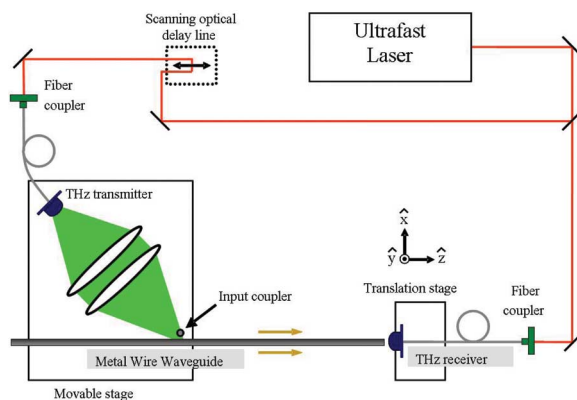 Scanning optical
delay line
Ultrafast
Laser
Fiber
coupler
THz transmitter
x̂
ŷ
ẑ
Input coupler
Translation stage
Fiber
coupler
Metal Wire Waveguide
THz receiver
Movable stage